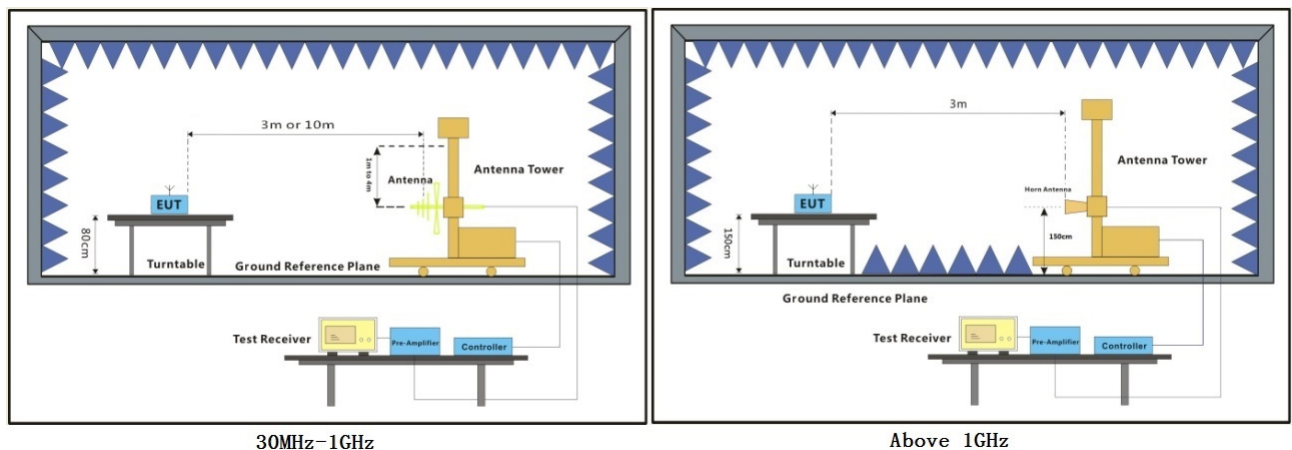 3m or 10m
1m to 4m
Antenna
Antenna Tower
EUT
80cm
Turntable
Ground Reference Plane
Test Receiver
Pre-Amplifier
Controller
30MHz-1GHz
3m
Antenna Tower
Horn Antenna
EUT
150cm
150cm
Turntable
Ground Reference Plane
Test Receiver
Pre-Amplifier
Controller
Above 1GHz